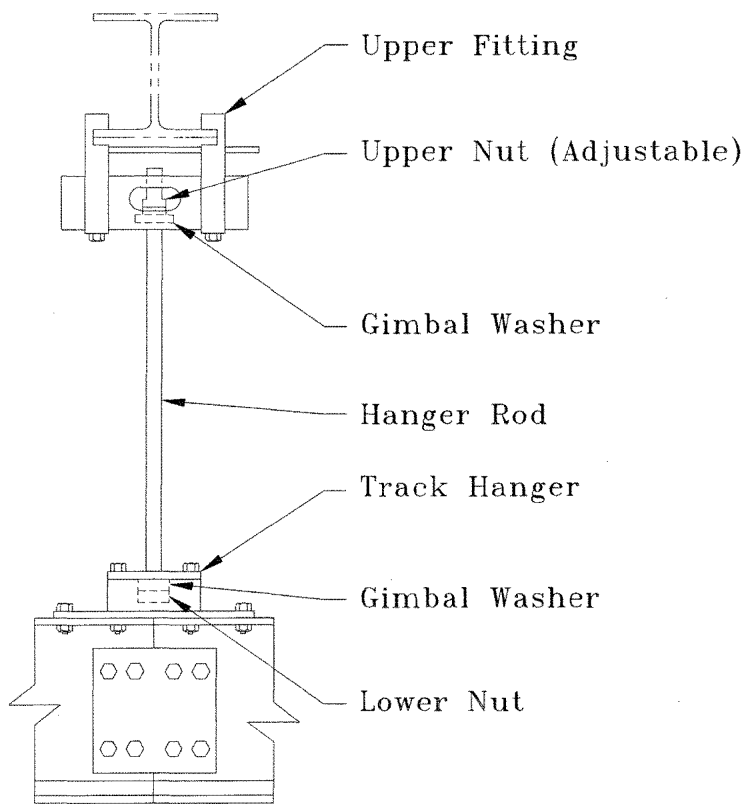 Upper Fitting
Upper Nut (Adjustable)
Gimbal Washer
Hanger Rod
Track Hanger
Gimbal Washer
Lower Nut